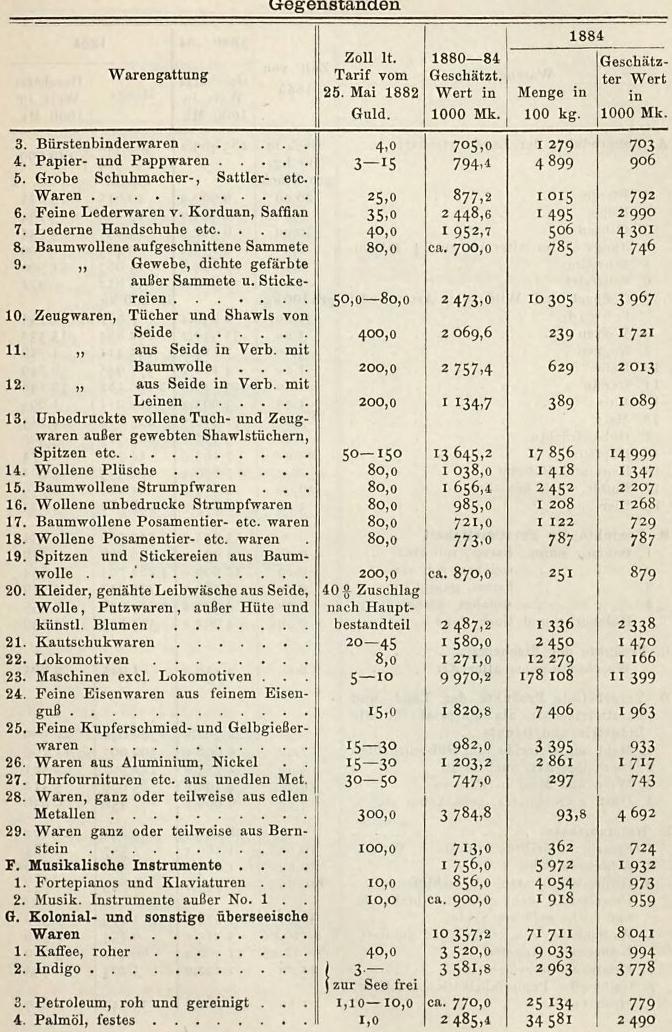 Gegenständen
Warengattung | Zoll lt. Tarif vom 25. Mai 1882 Guld. | 1880—84 Geschätzt. Wert in 1000 Mk. | 1884 Menge in 100 kg. | 1884 Geschätzter Wert in 1000 Mk.
3. Bürstenbinderwaren . . . . . . 4,0 705,0 1 279 703
4. Papier- und Pappwaren . . . . . 3—15 794,4 4 899 906
5. Grobe Schuhmacher-, Sattler- etc.
Waren . . . . . . . . . . 25,0 877,2 1 015 792
6. Feine Lederwaren v. Korduan, Saffian 35,0 2 448,6 1 495 2 990
7. Lederne Handschuhe etc. . . . . 40,0 1 952,7 506 4 301
8. Baumwollene aufgeschnittene Sammete 80,0 ca. 700,0 785 746
9. „ Gewebe, dichte gefärbte
außer Sammete u. Sticke-
reien . . . . . . . 50,0—80,0 2 473,0 10 305 3 967
10. Zeugwaren, Tücher und Shawls von
Seide . . . . . . 400,0 2 069,6 239 1 721
11. „ aus Seide in Verb. mit
Baumwolle . . . . 200,0 2 757,4 629 2 013
12. „ aus Seide in Verb. mit
Leinen . . . . . . 200,0 1 134,7 389 1 089
13. Unbedruckte wollene Tuch- und Zeug-
waren außer gewebten Shawlstüchern,
Spitzen etc. . . . . . . . . 50—150 13 645,2 17 856 14 999
14. Wollene Plüsche . . . . . . . 80,0 1 038,0 1 418 1 347
15. Baumwollene Strumpfwaren . . . 80,0 1 656,4 2 452 2 207
16. Wollene unbedruckte Strumpfwaren 80,0 985,0 1 208 1 268
17. Baumwollene Posamentier- etc. waren 80,0 721,0 1 122 729
18. Wollene Posamentier- etc. waren . 80,0 773,0 787 787
19. Spitzen und Stickereien aus Baum-
wolle . . . . . . . . . . 200,0 ca. 870,0 251 879
20. Kleider, genähte Leibwäsche aus Seide, 40 % Zuschlag
Wolle, Putzwaren, außer Hüte und nach Haupt-
künstl. Blumen . . . . . . . bestandteil 2 487,2 1 336 2 338
21. Kautschukwaren . . . . . . . 20—45 1 580,0 2 450 1 470
22. Lokomotiven . . . . . . . . 8,0 1 271,0 12 279 1 166
23. Maschinen excl. Lokomotiven . . . 5—10 9 970,2 178 108 11 399
24. Feine Eisenwaren aus feinem Eisen-
guß . . . . . . . . . . . 15,0 1 820,8 7 406 1 963
25. Feine Kupferschmied- und Gelbgießer-
waren . . . . . . . . . . 15—30 982,0 3 395 933
26. Waren aus Aluminium, Nickel . . 15—30 1 203,2 2 861 1 717
27. Uhrfournituren etc. aus unedlen Met. 30—50 747,0 297 743
28. Waren, ganz oder teilweise aus edlen
Metallen . . . . . . . . . 300,0 3 784,8 93,8 4 692
29. Waren ganz oder teilweise aus Bern-
stein . . . . . . . . . . 100,0 713,0 362 724
F. Musikalische Instrumente . . . . 1 756,0 5 972 1 932
1. Fortepianos und Klaviaturen . . . 10,0 856,0 4 054 973
2. Musik. Instrumente außer No. 1 . . 10,0 ca. 900,0 1 918 959
G. Kolonial- und sonstige überseeische
Waren . . . . . . . . . . 10 357,2 71 711 8 041
1. Kaffee, roher . . . . . . . . 40,0 3 520,0 9 033 994
2. Indigo . . . . . . . . . . . { 3.— 3 581,8 2 963 3 778
zur See frei
3. Petroleum, roh und gereinigt . . . 1,10—10,0 ca. 770,0 25 134 779
4. Palmöl, festes . . . . . . . . 1,0 2 485,4 34 581 2 490